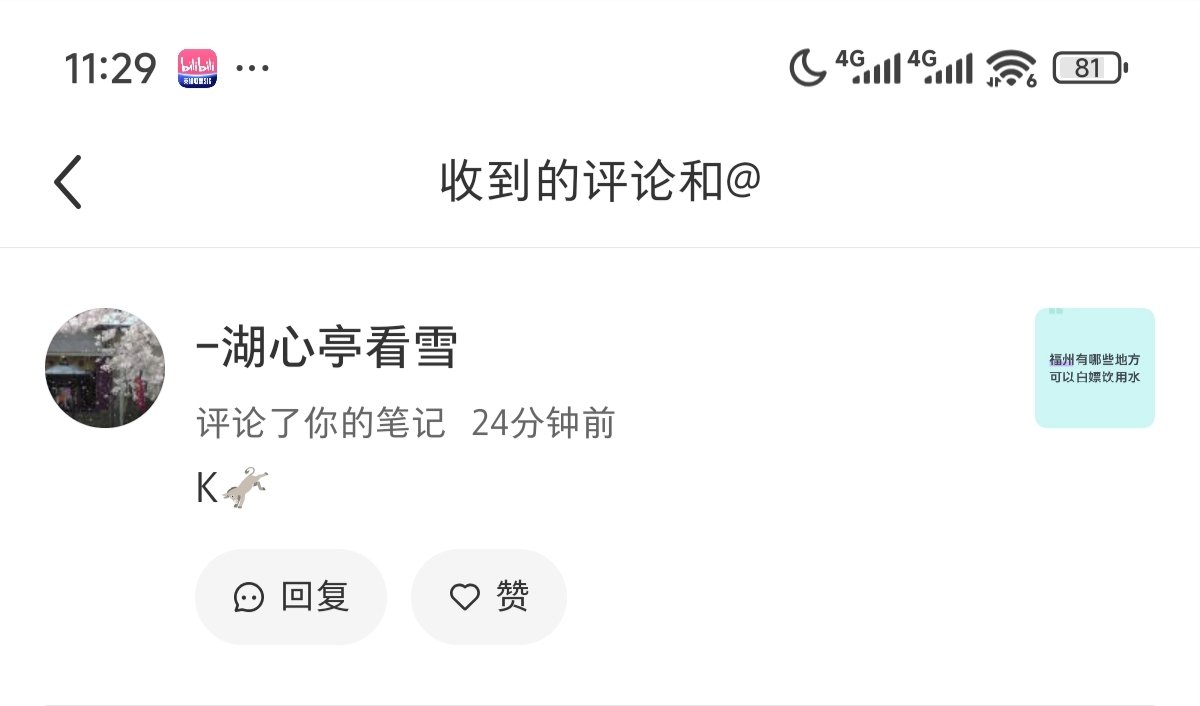 11:29 bilibili ··· 4G 4G 6 81
收到的评论和@
-湖心亭看雪
评论了你的笔记 24分钟前
K🫏
回复 赞
福州有哪些地方
可以白嫖饮用水